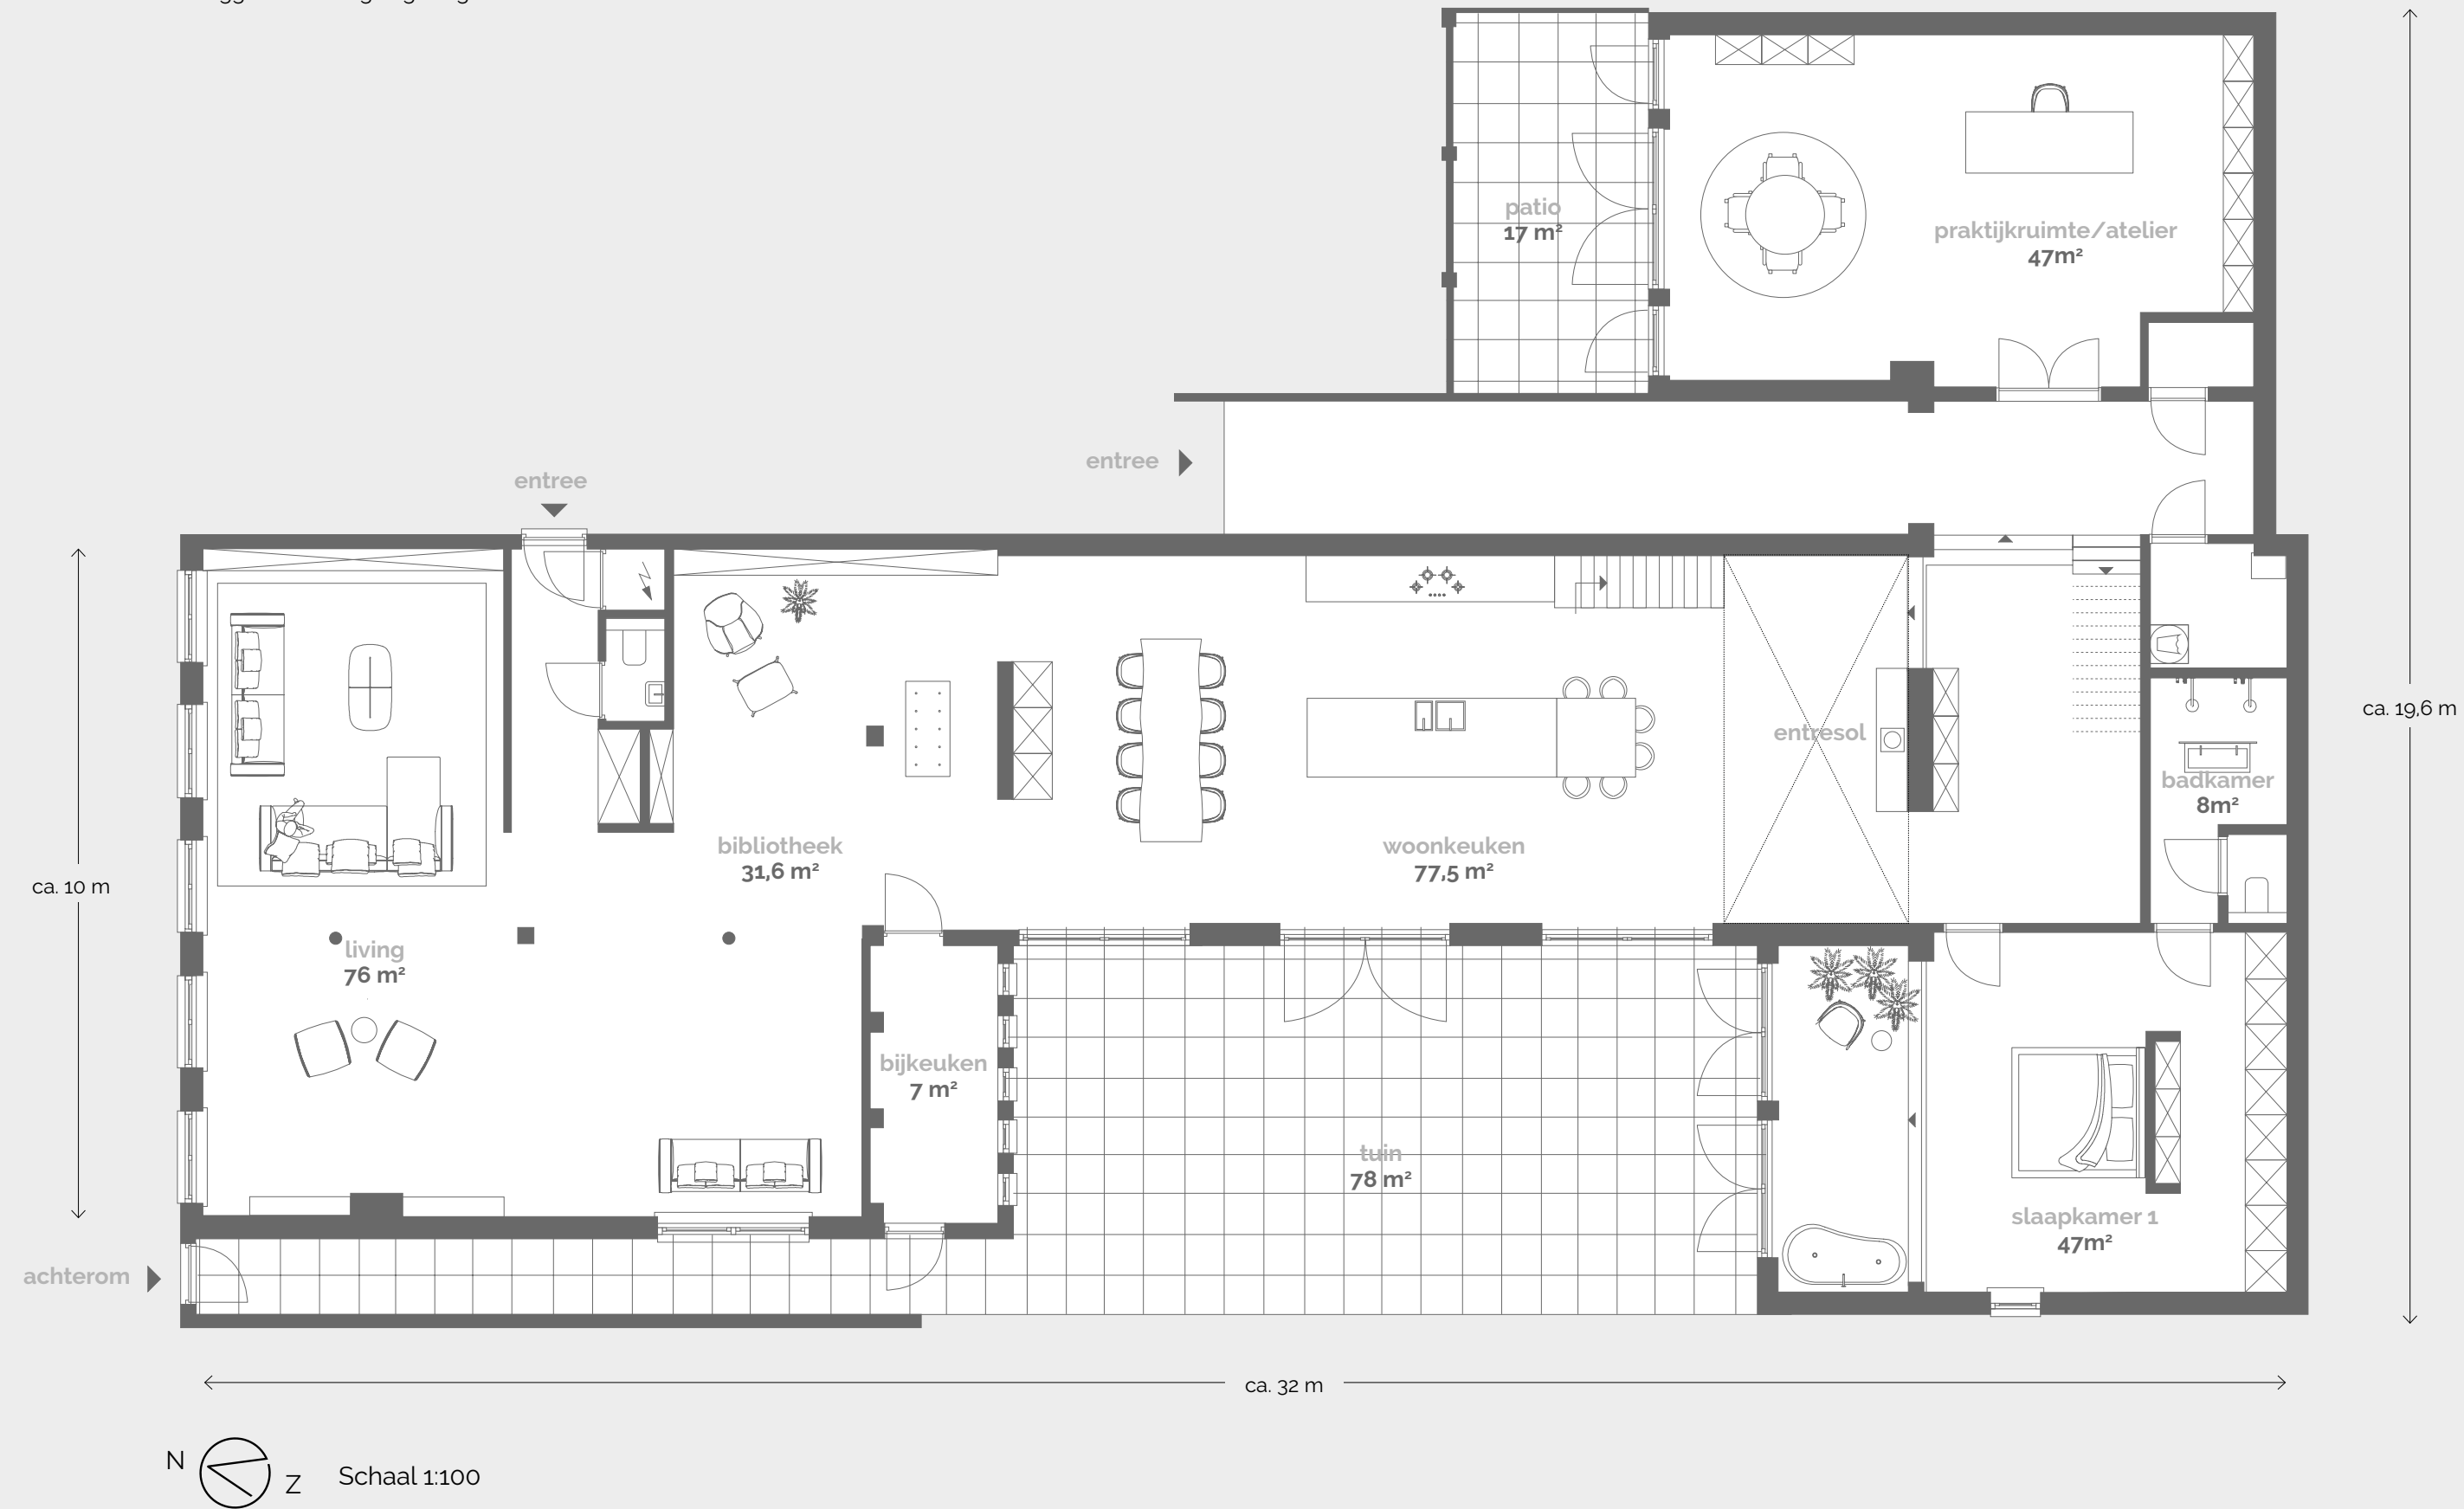 patio
17 m²
praktijkruimte/atelier
47m²
entree
entree
ca. 19,6 m
entresol
badkamer
8m²
bibliotheek
31,6 m²
woonkeuken
77,5 m²
ca. 10 m
living
76 m²
bijkeuken
7 m²
tuin
78 m²
slaapkamer 1
47m²
achterom
ca. 32 m
N
Z
Schaal 1:100